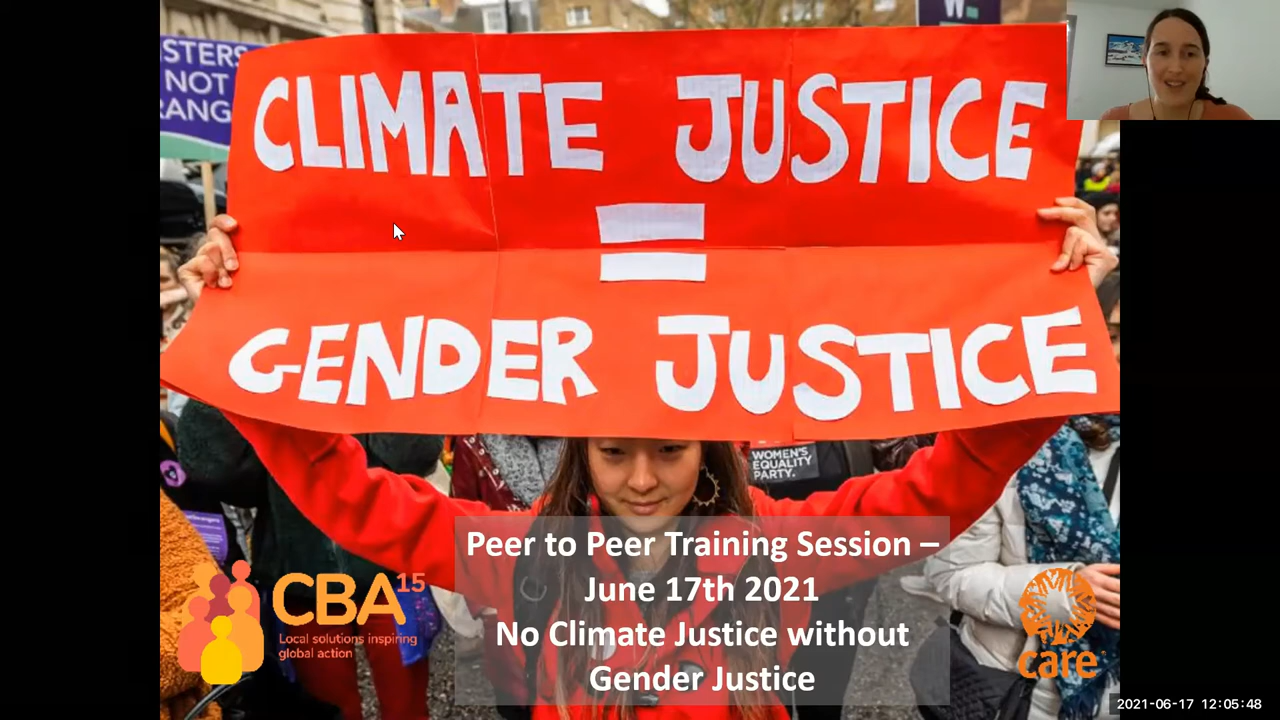 W.
STERS
NOT
RANG
CLIMATE JUSTICE
=
GENDER JUSTICE
WOMEN'S
EQUALITY
PARTY.
Peer to Peer Training Session –
June 17th 2021
No Climate Justice without
Gender Justice
CBA15
Local solutions inspiring
global action
care
2021-06-17 12:05:48